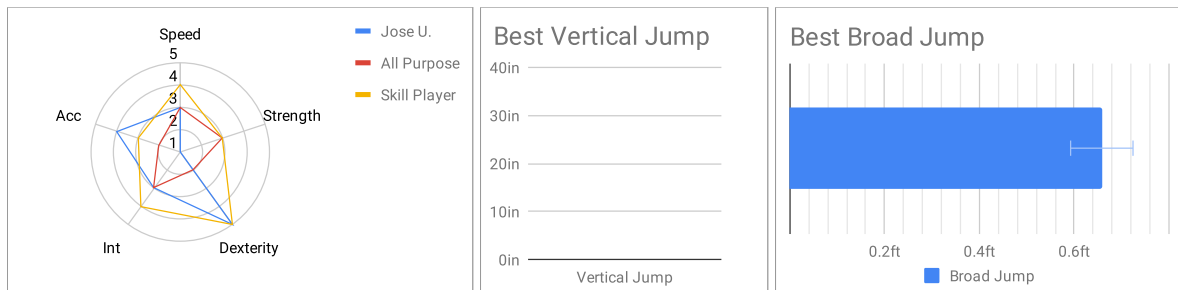 Speed
5
4
3
2
1
Acc
Strength
Int
Dexterity
Jose U.
All Purpose
Skill Player
Best Vertical Jump
40in
30in
20in
10in
0in
Vertical Jump
Best Broad Jump
0.2ft 0.4ft 0.6ft
Broad Jump